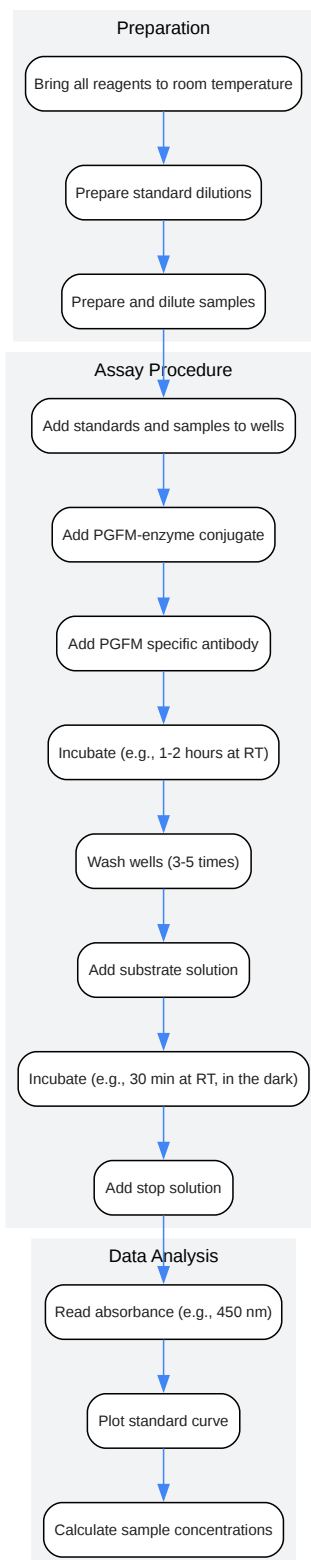 Preparation
Bring all reagents to room temperature
Prepare standard dilutions
Prepare and dilute samples
Assay Procedure
Add standards and samples to wells
Add PGFM-enzyme conjugate
Add PGFM specific antibody
Incubate (e.g., 1-2 hours at RT)
Wash wells (3-5 times)
Add substrate solution
Incubate (e.g., 30 min at RT, in the dark)
Add stop solution
Data Analysis
Read absorbance (e.g., 450 nm)
Plot standard curve
Calculate sample concentrations